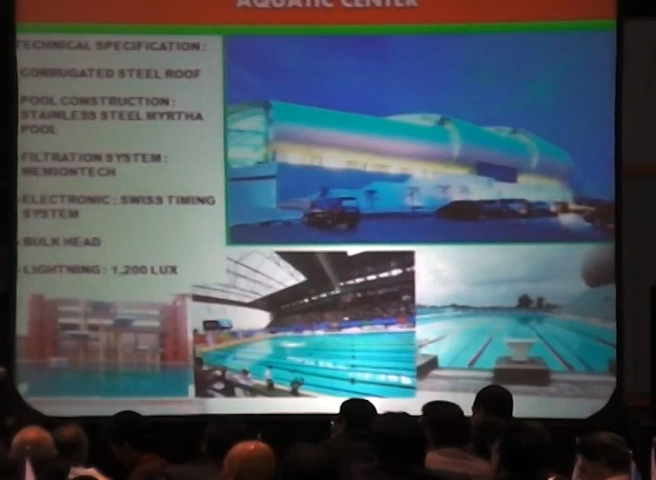 AQUATIC CENTER
TECHNICAL SPECIFICATION :
CORRUGATED STEEL ROOF
POOL CONSTRUCTION :
STAINLESS STEEL MYRTHA
POOL
FILTRATION SYSTEM :
MEMIONTECH
ELECTRONIC : SWISS TIMING
SYSTEM
BULK HEAD
LIGHTNING : 1,200 LUX